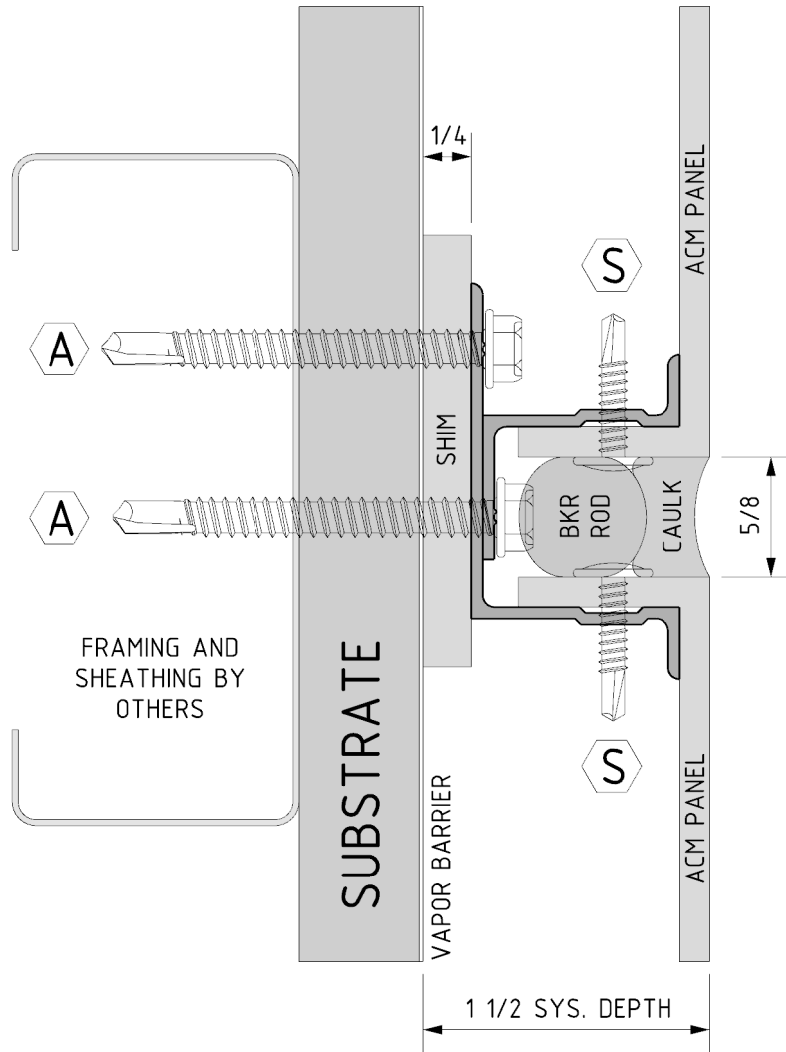 1/4
ACM PANEL
S
A
SHIM
A
BKR
ROD
CAULK
5/8
FRAMING AND
SHEATHING BY
OTHERS
SUBSTRATE
S
VAPOR BARRIER
ACM PANEL
1 1/2 SYS. DEPTH